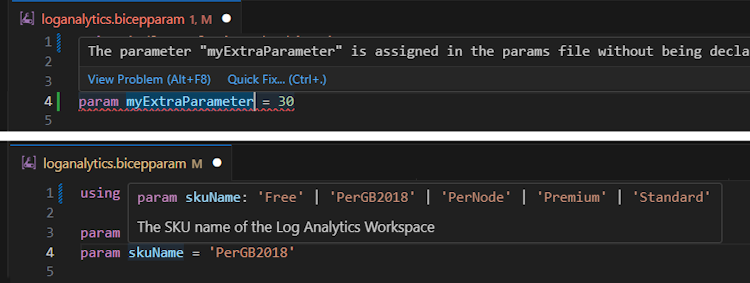 loganalytics.bicepparam 1, M
1
2 The parameter "myExtraParameter" is assigned in the params file without being decla
3 View Problem (Alt+F8) Quick Fix... (Ctrl+.)
4 param myExtraParameter = 30
5
loganalytics.bicepparam M
1 using param skuName: 'Free' | 'PerGB2018' | 'PerNode' | 'Premium' | 'Standard'
2 The SKU name of the Log Analytics Workspace
3 param
4 param skuName = 'PerGB2018'
5